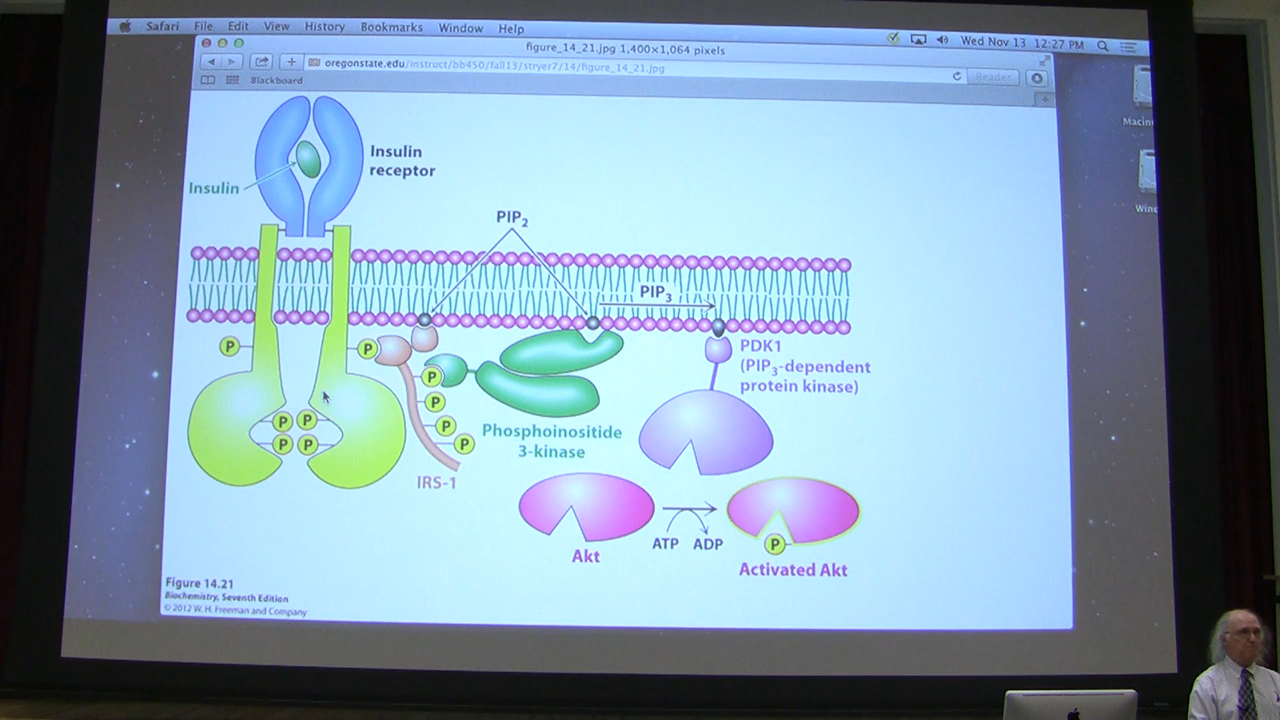 Safari File Edit View History Bookmarks Window Help
Wed Nov 13 12:27 PM
figure_14_21.jpg 1,400×1,064 pixels
oregonstate.edu/instruct/bb450/fall13/stryer7/14/figure_14_21.jpg
Reader
Blackboard
Insulin
receptor
Insulin
PIP2
PIP3
P
P
PDK1
(PIP3-dependent
protein kinase)
P
P
P P
P
P P
P
Phosphoinositide
3-kinase
IRS-1
ATP ADP
Akt
P
Activated Akt
Figure 14.21
Biochemistry, Seventh Edition
© 2012 W. H. Freeman and Company